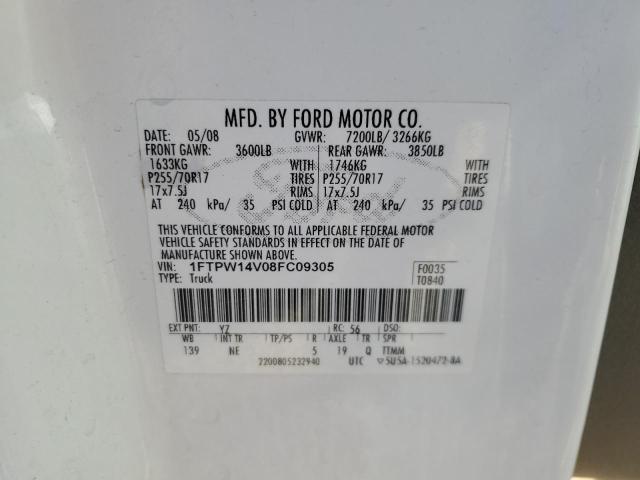 MFD. BY FORD MOTOR CO.
DATE: 05/08 GVWR: 7200LB/ 3266KG
FRONT GAWR: 3600LB REAR GAWR: 3850LB
1633KG WITH 1746KG WITH
P255/70R17 TIRES P255/70R17 TIRES
17x7.5J RIMS 17x7.5J RIMS
AT 240 kPa/ 35 PSI COLD AT 240 kPa/ 35 PSI COLD
THIS VEHICLE CONFORMS TO ALL APPLICABLE FEDERAL MOTOR
VEHICLE SAFETY STANDARDS IN EFFECT ON THE DATE OF
MANUFACTURE SHOWN ABOVE.
VIN: 1FTPW14V08FC09305 F0035
TYPE: Truck T0840
EXT PNT: YZ RC: 56 DSO:
WB INT TR TP/PS R AXLE TR SPR
139 NE 5 19 Q TTMM
2200805232940 UTC 5U5A-1520472-8A